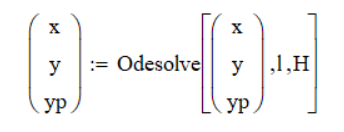 x x
y := Odesolve y ,l,H
yp yp